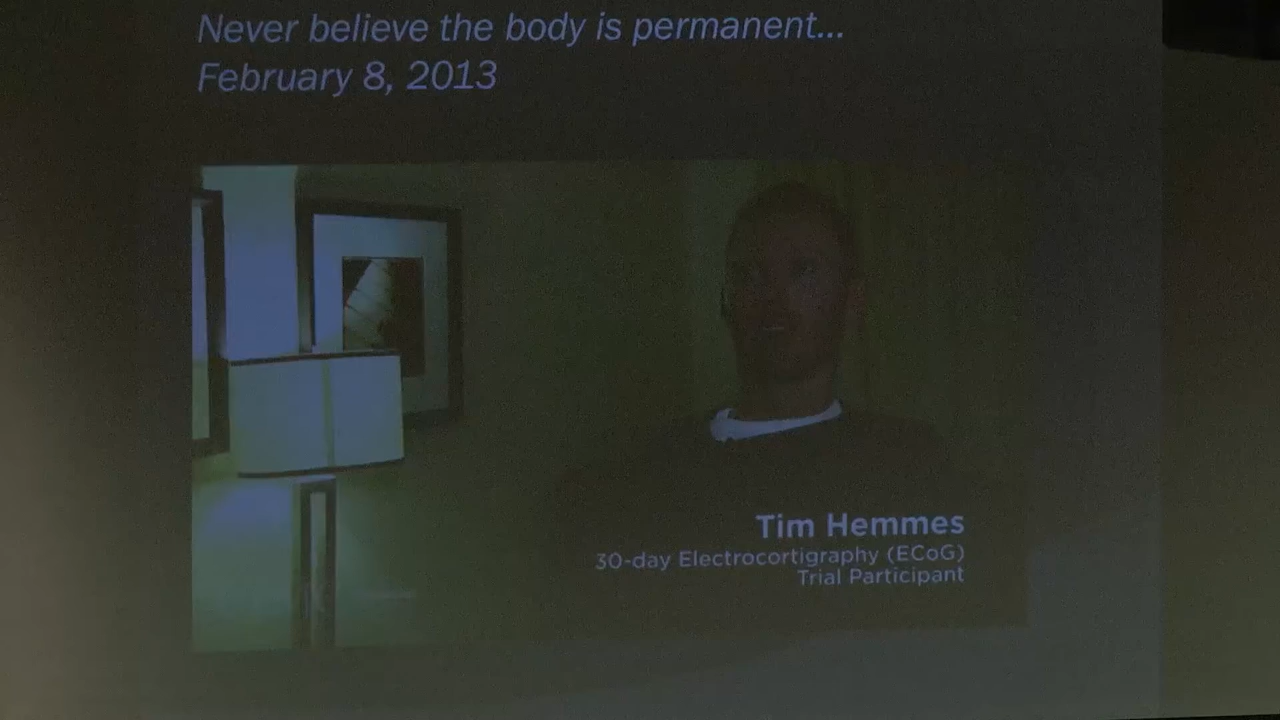 Never believe the body is permanent...
February 8, 2013
Tim Hemmes
30-day Electrocortigraphy (ECoG)
Trial Participant